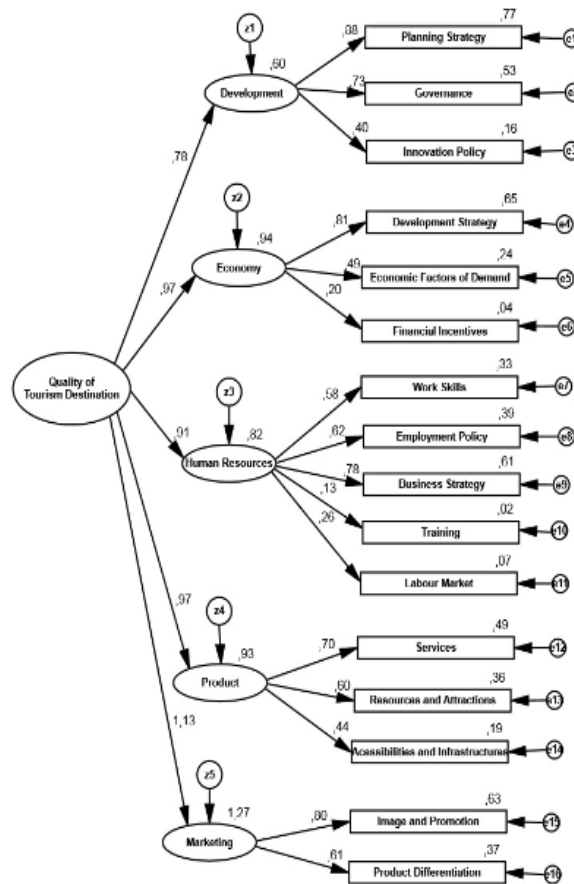 z1
,60
Development
,88
,73
,40
,77
Planning Strategy
,53
Governance
,16
Innovation Policy
,78
z2
,94
Economy
,81
,49
,20
,65
Development Strategy
e4
,24
Economic Factors of Demand
e5
,04
Financial Incentives
e6
,97
Quality of
Tourism Destination
,91
z3
,82
Human Resources
,58
,62
,78
,13
,26
,33
Work Skills
e7
,39
Employment Policy
e8
,61
Business Strategy
e9
,02
Training
e10
,07
Labour Market
e11
,97
z4
,93
Product
,70
,60
,44
,49
Services
e12
,36
Resources and Attractions
e13
,19
Acessibilities and Infrastructures
e14
1,13
z5
1,27
Marketing
,80
,61
,63
Image and Promotion
e15
,37
Product Differentiation
e16